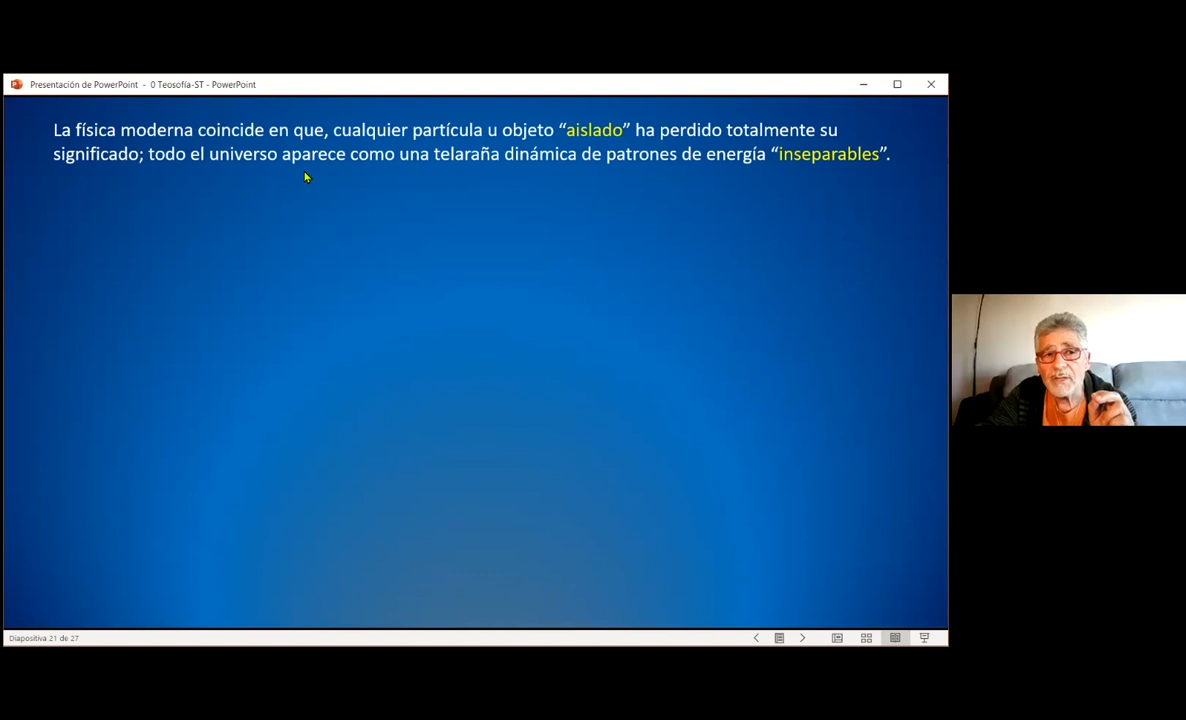 Presentación de PowerPoint - 0 Teosofía-ST - PowerPoint
La física moderna coincide en que, cualquier partícula u objeto “aislado” ha perdido totalmente su
significado; todo el universo aparece como una telaraña dinámica de patrones de energía “inseparables”.
Diapositiva 21 de 27